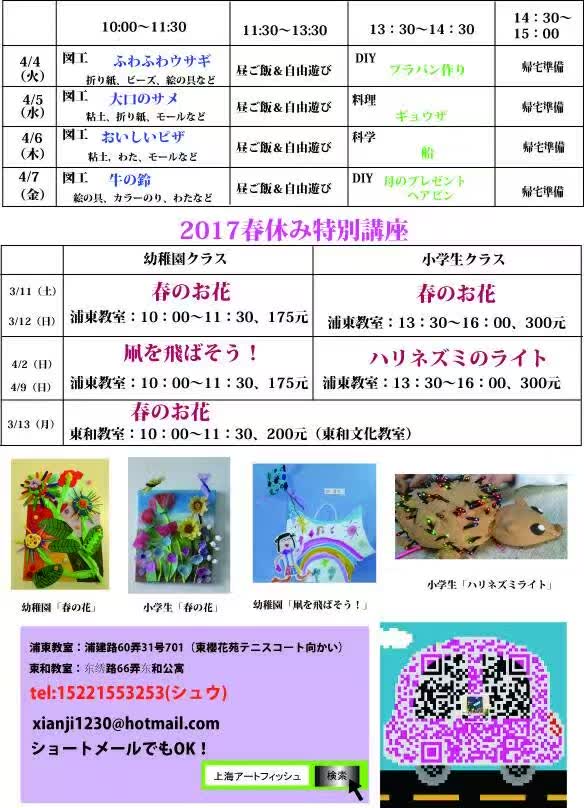 10:00～11:30 11:30～13:30 13：30～14：30 14：30～15：00
4/4（火） 図工 ふわふわウサギ 折り紙、ビーズ、絵の具など 昼ご飯＆自由遊び DIY プラバン作り 帰宅準備
4/5（水） 図工 大口のサメ 粘土、折り紙、モールなど 昼ご飯＆自由遊び 料理 ギョウザ 帰宅準備
4/6（木） 図工 おいしいピザ 粘土、わた、モールなど 昼ご飯＆自由遊び 科学 船 帰宅準備
4/7（金） 図工 牛の鈴 絵の具、カラーのり、わたなど 昼ご飯＆自由遊び DIY 母のプレゼント ヘアピン 帰宅準備
2017春休み特別講座
幼稚園クラス 小学生クラス
3/11（土） 春のお花 春のお花
3/12（日） 浦東教室：10：00～11：30、175元 浦東教室：13：30～16：00、300元
4/2（日） 凧を飛ばそう！ ハリネズミのライト
4/9（日） 浦東教室：10：00～11：30、175元 浦東教室：13：30～16：00、300元
3/13（月） 春のお花
東和教室：10：00～11：30、200元（東和文化教室）
幼稚園「春の花」 小学生「春の花」 幼稚園「凧を飛ばそう！」 小学生「ハリネズミライト」
浦東教室：浦建路60弄31号701（東櫻花苑テニスコート向かい）
東和教室：东绣路66弄东和公寓
tel:15221553253(シュウ)
xianji1230@hotmail.com
ショートメールでもOK！
上海アートフィッシュ 検索